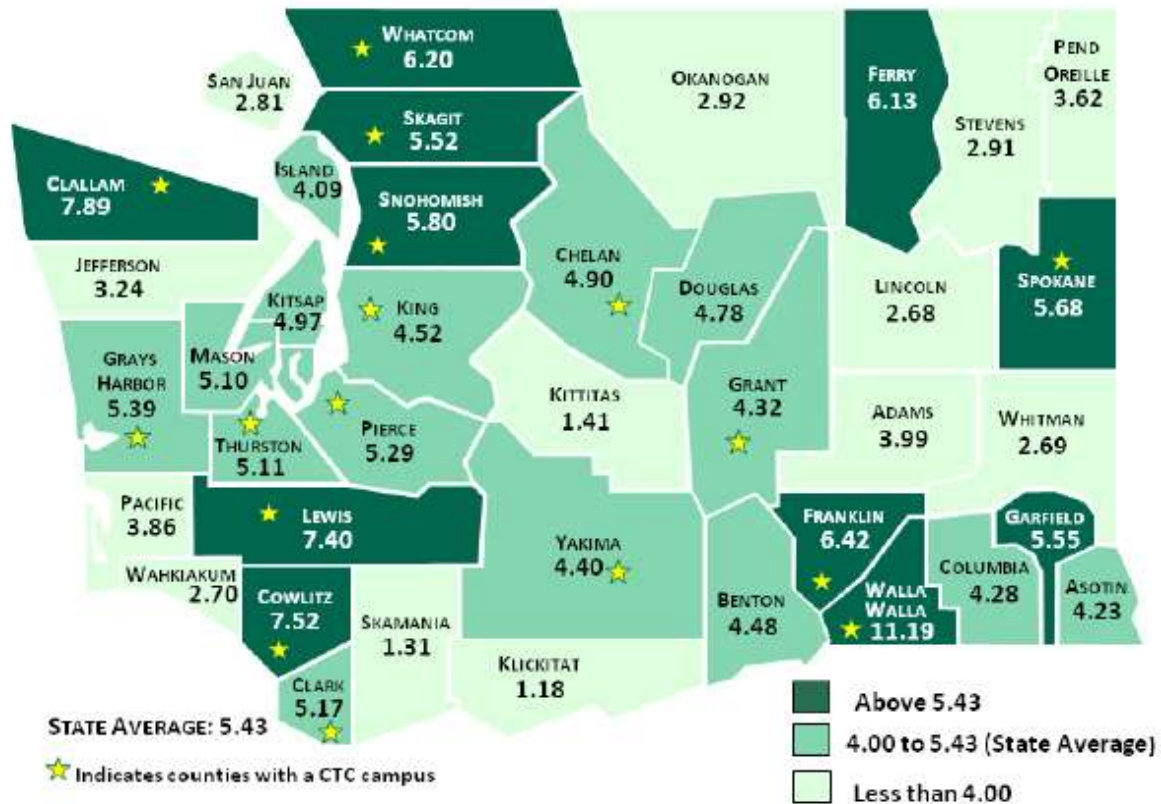 WHATCOM
6.20
SAN JUAN
2.81
SKAGIT
5.52
ISLAND
4.09
CLALLAM
7.89
SNOHOMISH
5.80
OKANOGAN
2.92
FERRY
6.13
STEVENS
2.91
PEND
OREILLE
3.62
JEFFERSON
3.24
KITSAP
4.97
KING
4.52
CHELAN
4.90
DOUGLAS
4.78
LINCOLN
2.68
SPOKANE
5.68
GRAYS
HARBOR
5.39
MASON
5.10
THURSTON
5.11
PIERCE
5.29
KITTITAS
1.41
GRANT
4.32
ADAMS
3.99
WHITMAN
2.69
PACIFIC
3.86
LEWIS
7.40
YAKIMA
4.40
FRANKLIN
6.42
GARFIELD
5.55
WAHKIAKUM
2.70
COWLITZ
7.52
SKAMANIA
1.31
BENTON
4.48
WALLA
WALLA
11.19
COLUMBIA
4.28
ASOTIN
4.23
CLARK
5.17
KLICKITAT
1.18
STATE AVERAGE: 5.43
Indicates counties with a CTC campus
Above 5.43
4.00 to 5.43 (State Average)
Less than 4.00